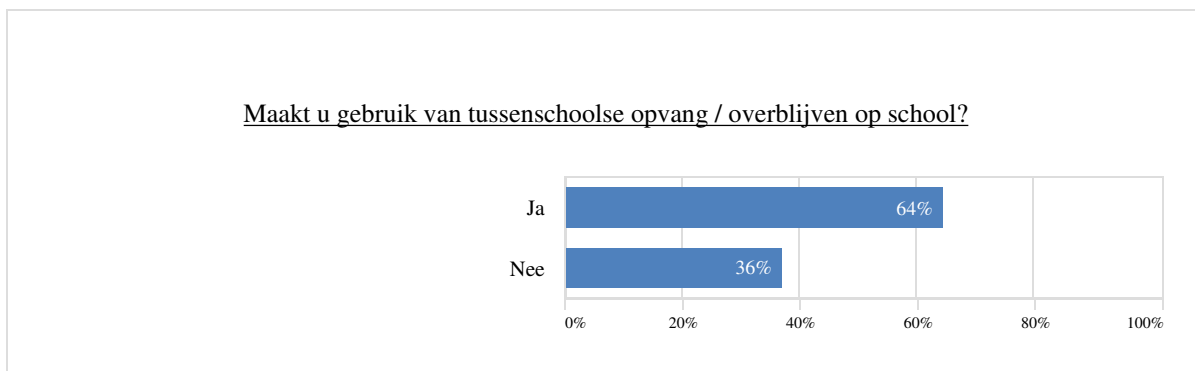 Maakt u gebruik van tussenschoolse opvang / overblijven op school?
Ja
64%
Nee
36%
0% 20% 40% 60% 80% 100%